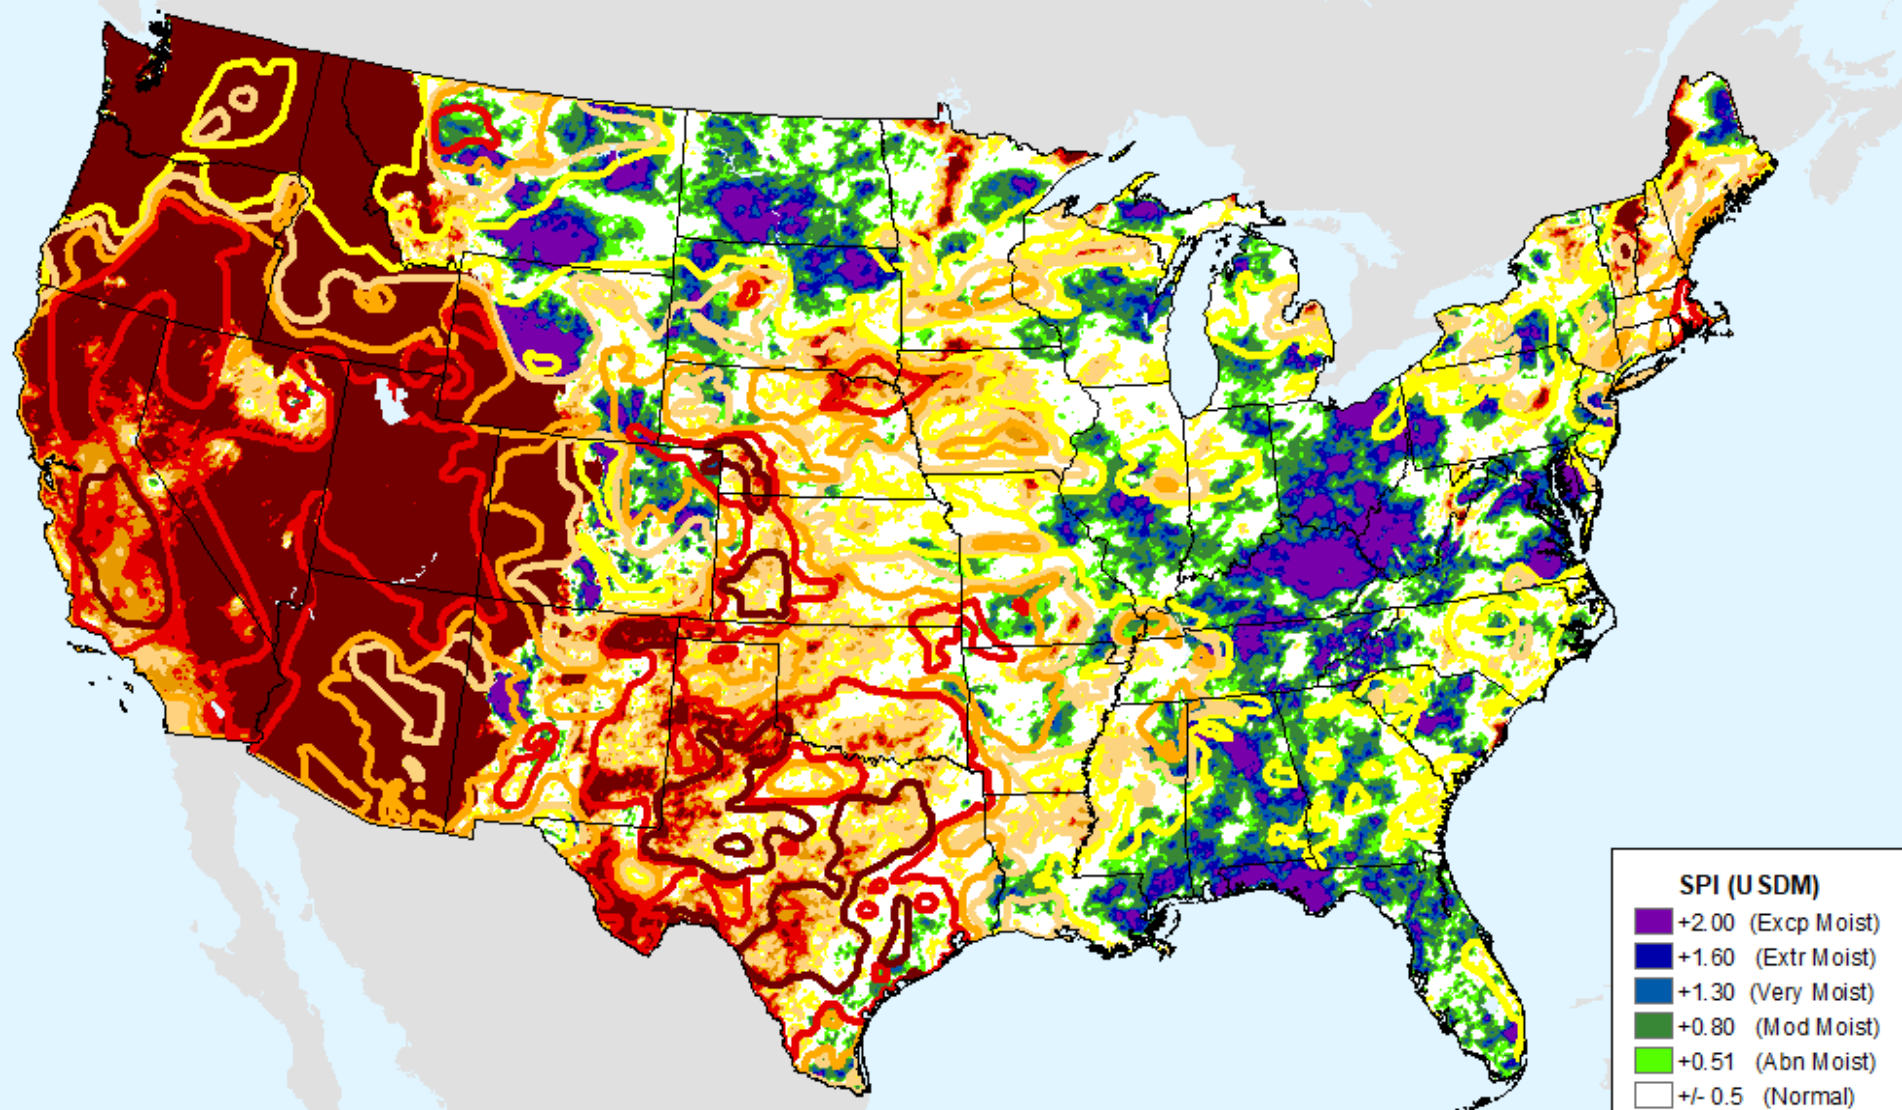 SPI (USDM)
+2.00 (Excp Moist)
+1.60 (Extr Moist)
+1.30 (Very Moist)
+0.80 (Mod Moist)
+0.51 (Abn Moist)
+/- 0.5 (Normal)